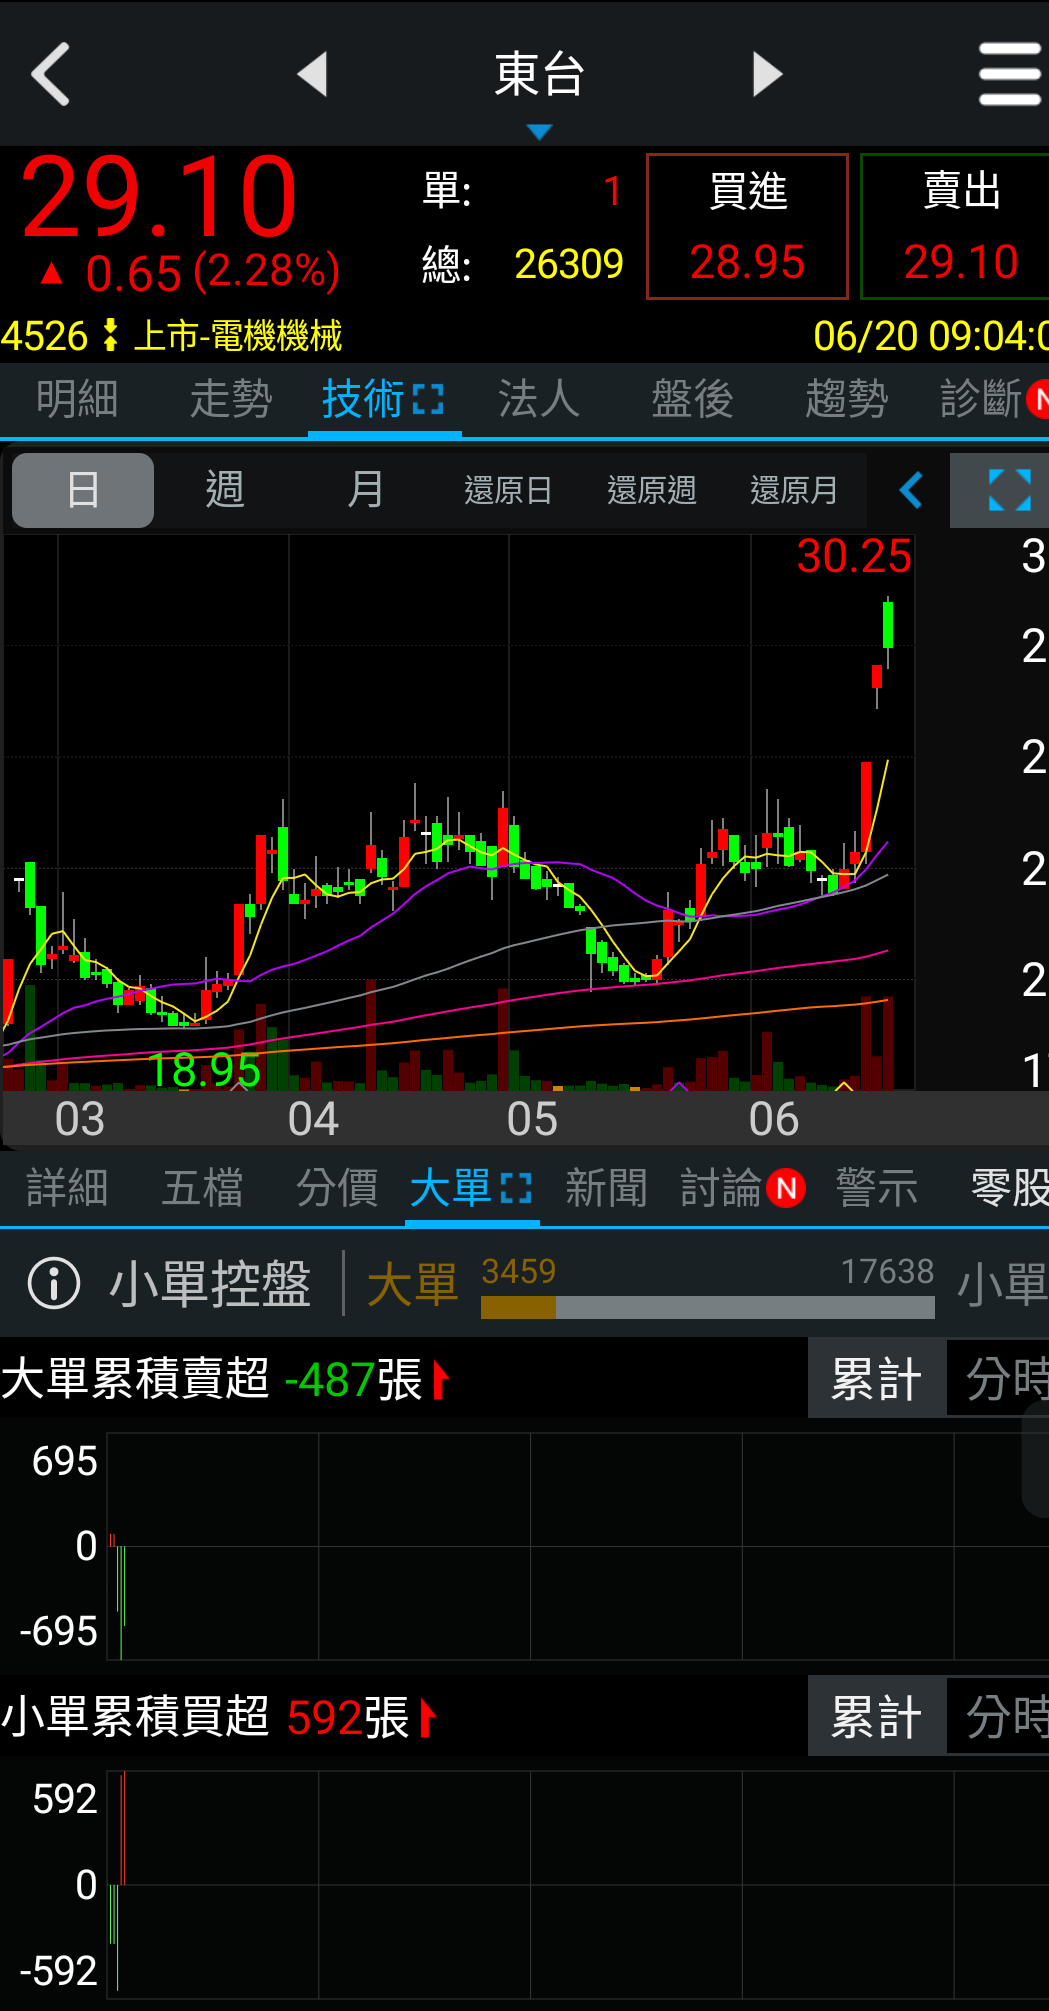 東台
29.10 單: 1 買進 賣出
▲ 0.65 (2.28%) 總: 26309 28.95 29.10
4526 上市-電機機械 06/20 09:04:0
明細 走勢 技術 法人 盤後 趨勢 診斷 N
日 週 月 還原日 還原週 還原月
30.25 3
2
2
2
2
18.95 1
03 04 05 06
詳細 五檔 分價 大單 新聞 討論 N 警示 零股
小單控盤 大單 3459 17638 小單
大單累積賣超 -487張 累計 分時
695
0
-695
小單累積買超 592張 累計 分時
592
0
-592